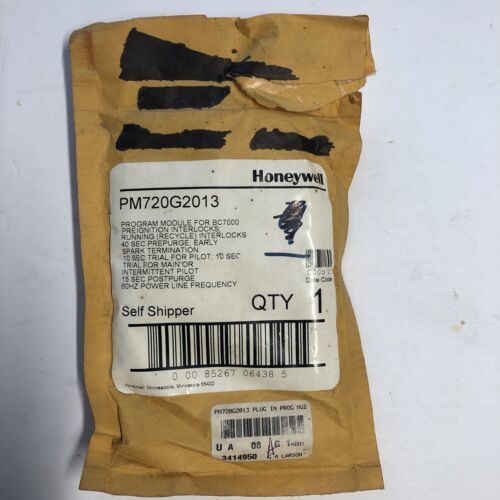 Honeywell
PM720G2013
PROGRAM MODULE FOR BC7000
PREIGNITION INTERLOCKS;
RUNNING (RECYCLE) INTERLOCKS
40 SEC PREPURGE; EARLY
SPARK TERMINATION
10 SEC TRIAL FOR PILOT; 10 SEC
TRIAL FOR MAIN OR
INTERMITTENT PILOT
15 SEC POSTPURGE
60HZ POWER LINE FREQUENCY
Date Code
Self Shipper
QTY 1
0 00 85267 06438 5
Honeywell, Minneapolis, Minnesota 55422
PM720G2013 PLUG IN PROG MOD
U A 08 G
3414950 G A LARSON